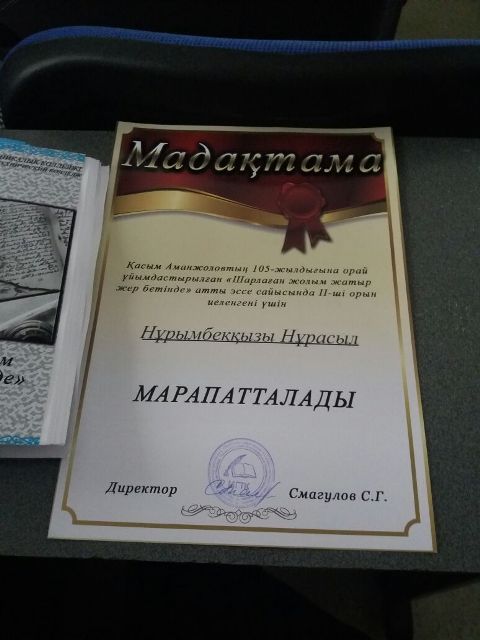 Мадақтама
Қасым Аманжоловтың 105-жылдығына орай
ұйымдастырылған «Шарлаған жолым жатыр
жер бетінде» атты эссе сайысында ІІ-ші орын
иеленгені үшін
Нұрымбекқызы Нұрасыл
МАРАПАТТАЛАДЫ
Директор
Смагулов С.Г.